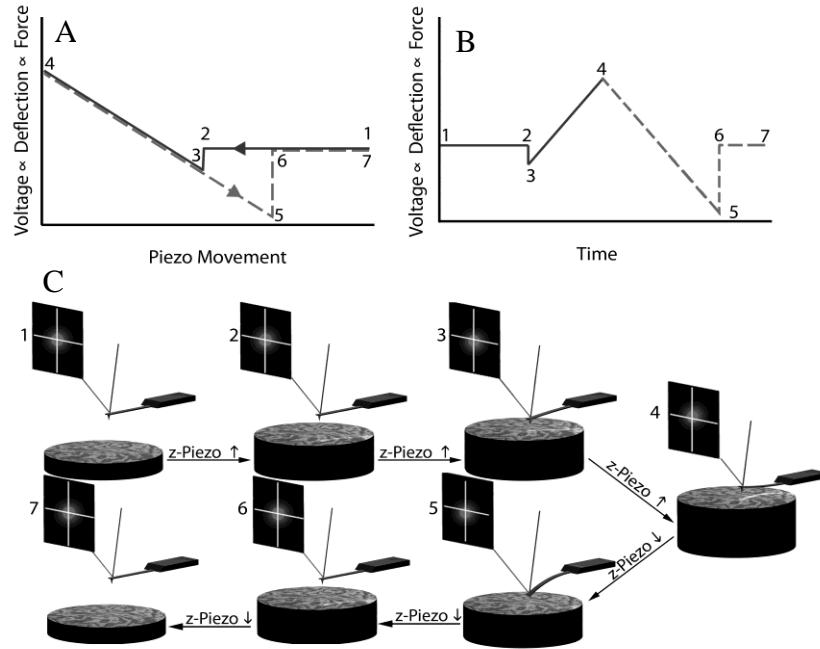 A
Voltage ∝ Deflection ∝ Force
4
2
1
3
6
7
5
Piezo Movement
B
Voltage ∝ Deflection ∝ Force
4
1
2
6
7
3
5
Time
C
1
2
3
4
z-Piezo ↑
z-Piezo ↑
z-Piezo ↑
7
6
5
z-Piezo ↓
z-Piezo ↓
z-Piezo ↓